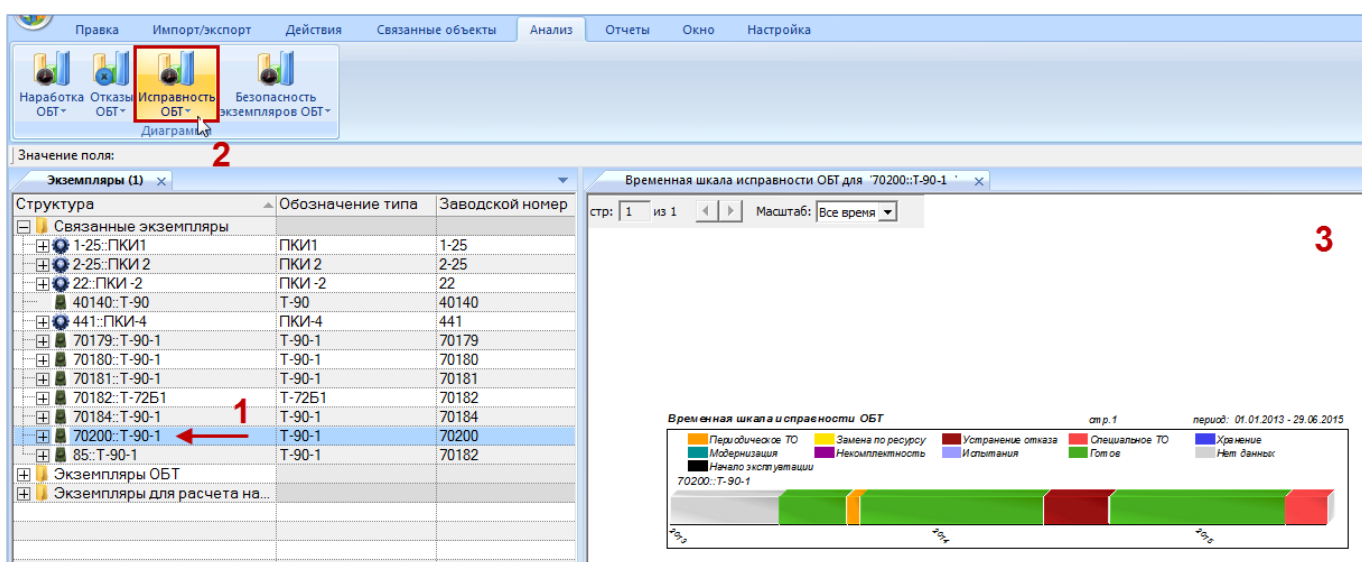 Правка Импорт/экспорт Действия Связанные объекты Анализ Отчеты Окно Настройка
Наработка ОБТ Отказы ОБТ Исправность ОБТ Безопасность экземпляров ОБТ
Диаграммы
2
Значение поля:
Экземпляры (1)
Временная шкала исправности ОБТ для '70200::Т-90-1 '
Структура Обозначение типа Заводской номер
стр: 1 из 1 Масштаб: Все время
3
Связанные экземпляры
1-25::ПКИ1 ПКИ1 1-25
2-25::ПКИ 2 ПКИ 2 2-25
22::ПКИ -2 ПКИ -2 22
40140::Т-90 Т-90 40140
441::ПКИ-4 ПКИ-4 441
70179::Т-90-1 Т-90-1 70179
70180::Т-90-1 Т-90-1 70180
70181::Т-90-1 Т-90-1 70181
70182::Т-72Б1 Т-72Б1 70182
70184::Т-90-1 Т-90-1 70184
1
70200::Т-90-1 Т-90-1 70200
85::Т-90-1 Т-90-1 70182
Экземпляры ОБТ
Экземпляры для расчета на...
Временная шкала исправности ОБТ стр.1 период: 01.01.2013 - 29.06.2015
Периодическое ТО Замена по ресурсу Устранение отказа Специальное ТО Хранение
Модернизация Некомплектность Испытания Готов Нет данных
Начало эксплуатации
70200::Т-90-1
2013 2014 2015